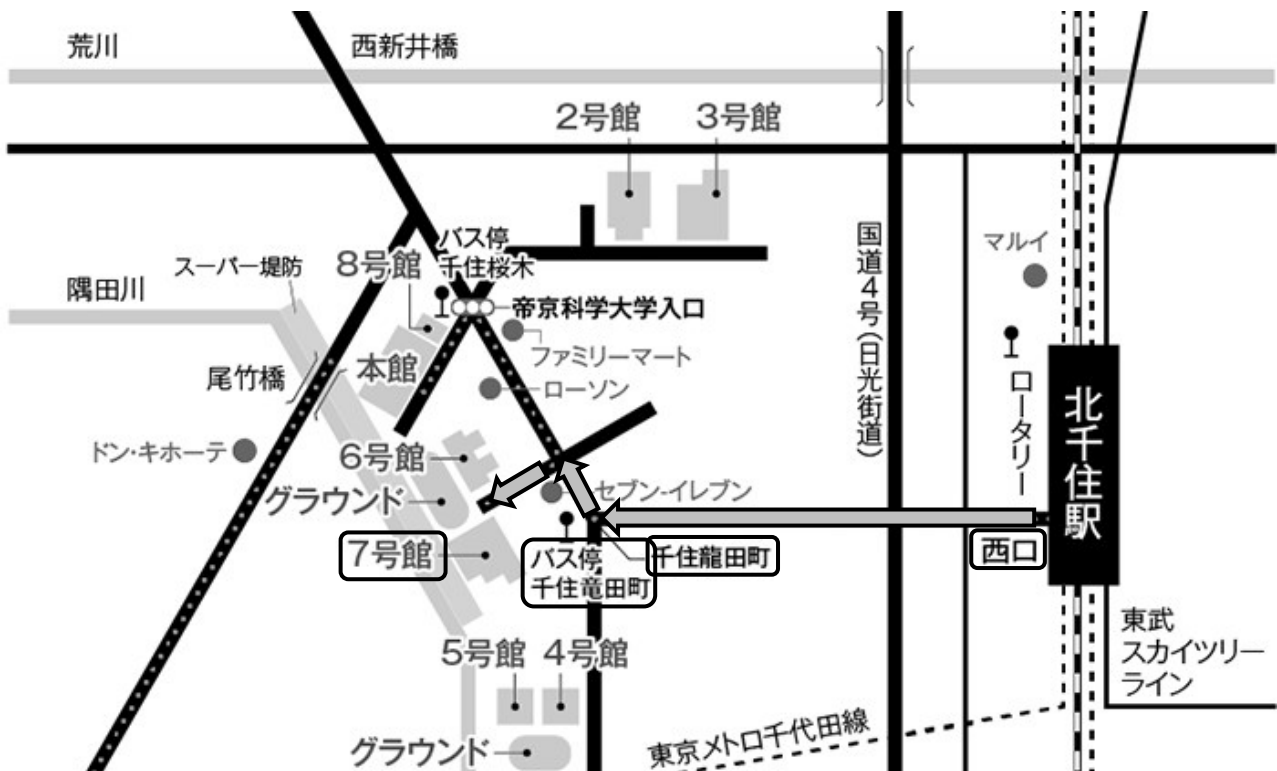 荒川
西新井橋
2号館
3号館
バス停
千住桜木
8号館
スーパー堤防
隅田川
帝京科学大学入口
ファミリーマート
本館
尾竹橋
ローソン
国道4号(日光街道)
マルイ
ロータリー
北千住駅
ドン・キホーテ
6号館
グラウンド
セブン-イレブン
7号館
バス停
千住竜田町
千住龍田町
西口
5号館
4号館
グラウンド
東京メトロ千代田線
東武
スカイツリー
ライン